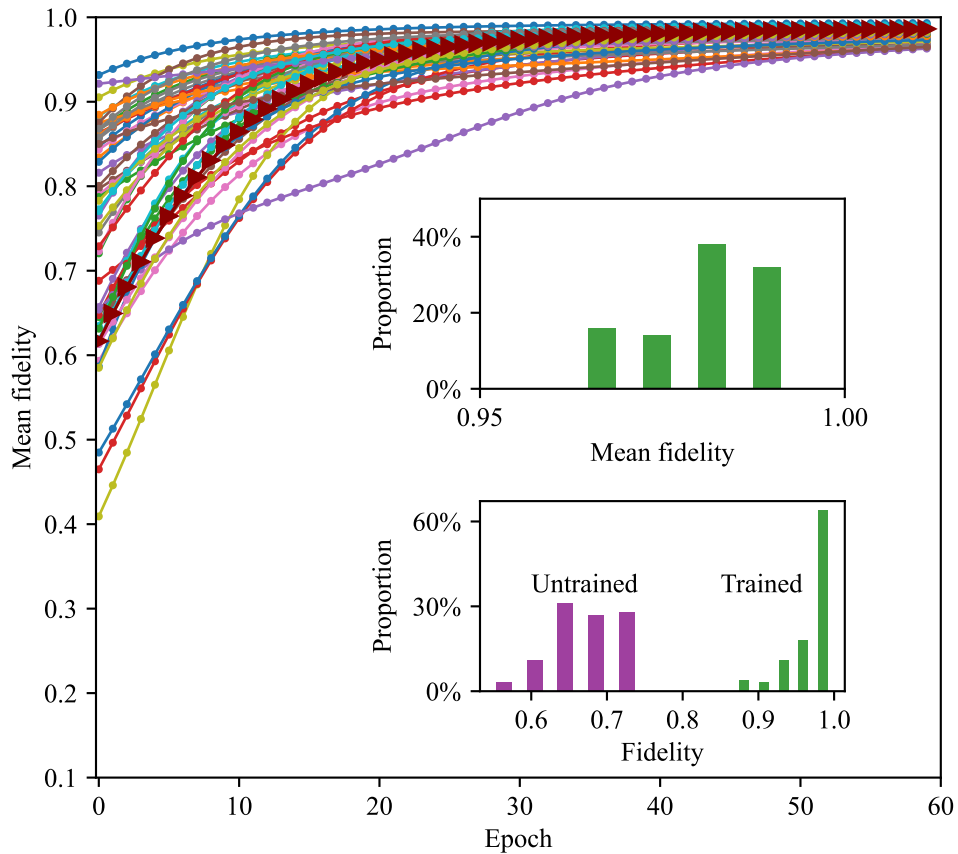 1.0
0.9
0.8
0.7
0.6
0.5
0.4
0.3
0.2
0.1
Mean fidelity
0 10 20 30 40 50 60
Epoch
40%
20%
0%
Proportion
0.95 1.00
Mean fidelity
60%
30%
0%
Proportion
Untrained Trained
0.6 0.7 0.8 0.9 1.0
Fidelity